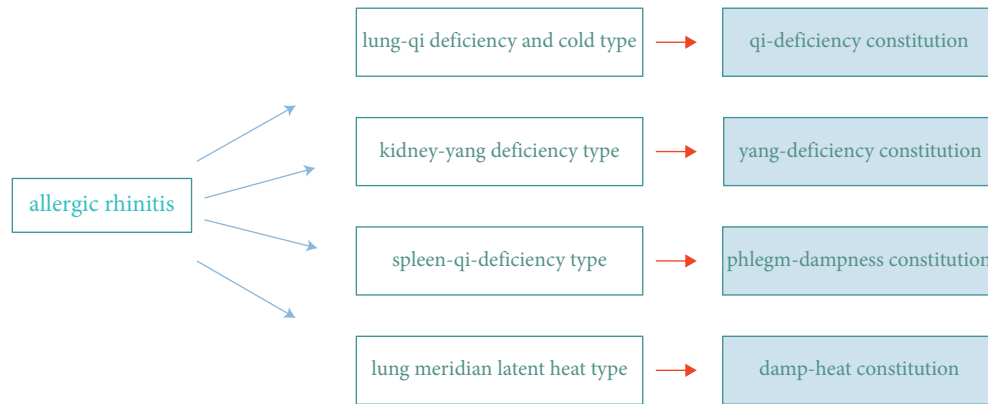 lung-qi deficiency and cold type
qi-deficiency constitution
kidney-yang deficiency type
yang-deficiency constitution
allergic rhinitis
spleen-qi-deficiency type
phlegm-dampness constitution
lung meridian latent heat type
damp-heat constitution